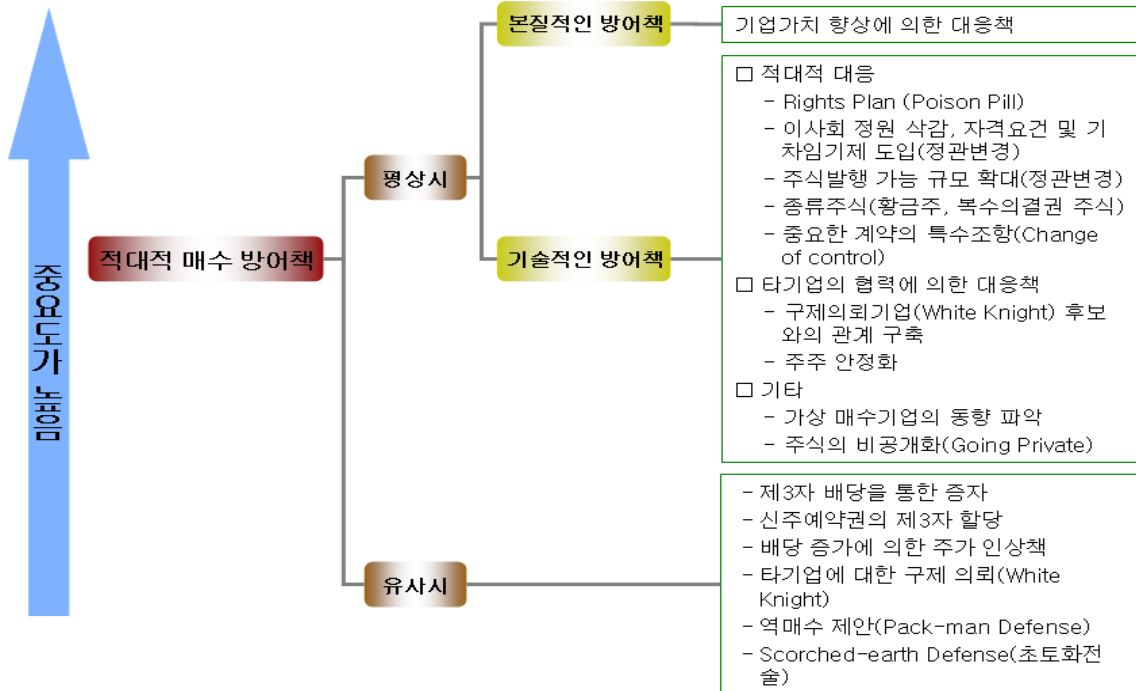 본질적인 방어책
기업가치 향상에 의한 대응책
□ 적대적 대응
- Rights Plan (Poison Pill)
- 이사회 정원 삭감, 자격요건 및 기
차임기제 도입(정관변경)
- 주식발행 가능 규모 확대(정관변경)
- 종류주식(황금주, 복수의결권 주식)
- 중요한 계약의 특수조항(Change
of control)
□ 타기업의 협력에 의한 대응책
- 구제의뢰기업(White Knight) 후보
와의 관계 구축
- 주주 안정화
□ 기타
- 가상 매수기업의 동향 파악
- 주식의 비공개화(Going Private)
평상시
적대적 매수 방어책
기술적인 방어책
중요도가 높음
유사시
- 제3자 배당을 통한 증자
- 신주예약권의 제3자 할당
- 배당 증가에 의한 주가 인상책
- 타기업에 대한 구제 의뢰(White
Knight)
- 역매수 제안(Pack-man Defense)
- Scorched-earth Defense(초토화전
술)